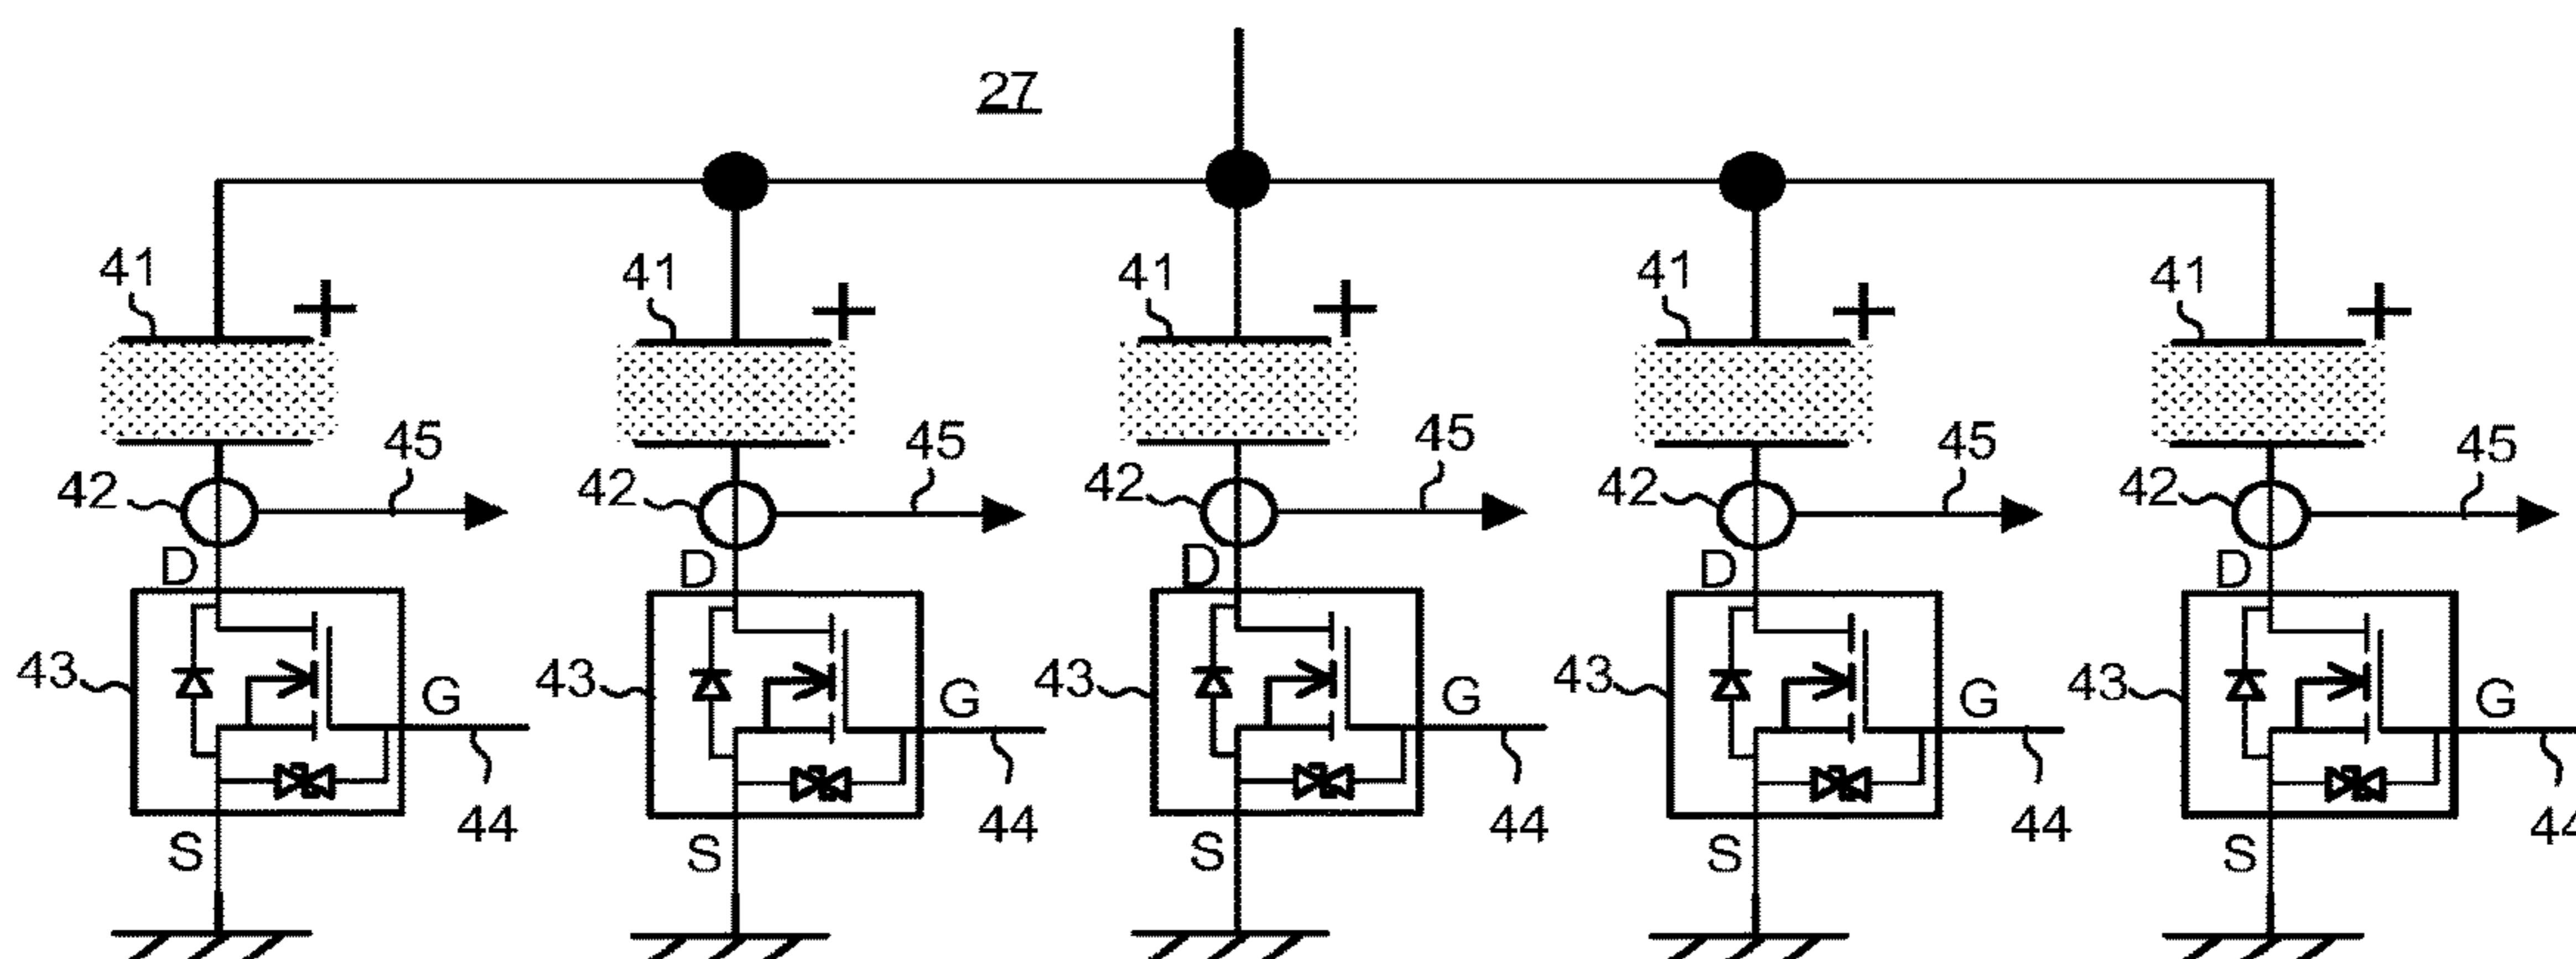 27
41 + 41 + 41 + 41 + 41 +
45 45 45 45 45
42 42 42 42 42
D D D D D
43 G 43 G 43 G 43 G 43 G
44 44 44 44 44
S S S S S